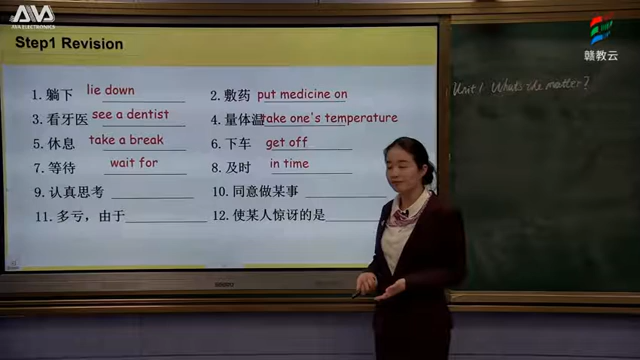 AVA
AVA ELECTRONICS
赣教云
Step1 Revision
Unit 1 What's the matter?
1. 躺下 lie down
2. 敷药 put medicine on
3. 看牙医 see a dentist
4. 量体温 take one's temperature
5. 休息 take a break
6. 下车 get off
7. 等待 wait for
8. 及时 in time
9. 认真思考
10. 同意做某事
11. 多亏，由于
12. 使某人惊讶的是